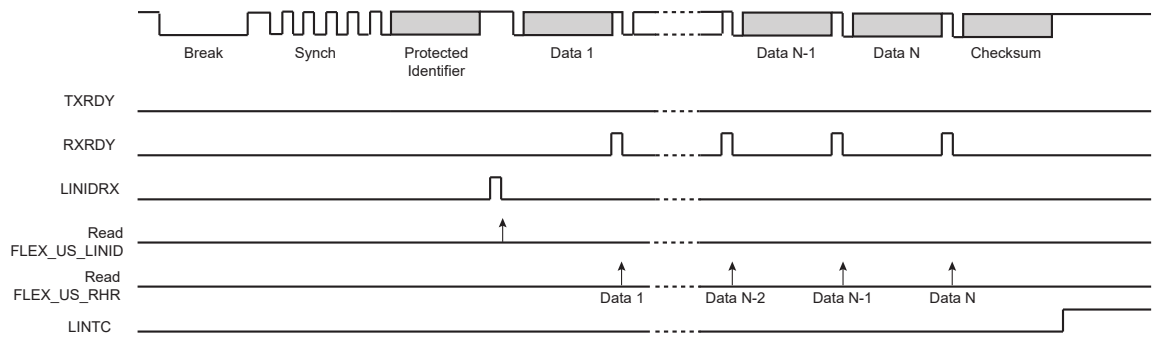 Break
Synch
Protected
Identifier
Data 1
Data N-1
Data N
Checksum
TXRDY
RXRDY
LINIDRX
Read
FLEX_US_LINID
Read
FLEX_US_RHR
Data 1
Data N-2
Data N-1
Data N
LINTC